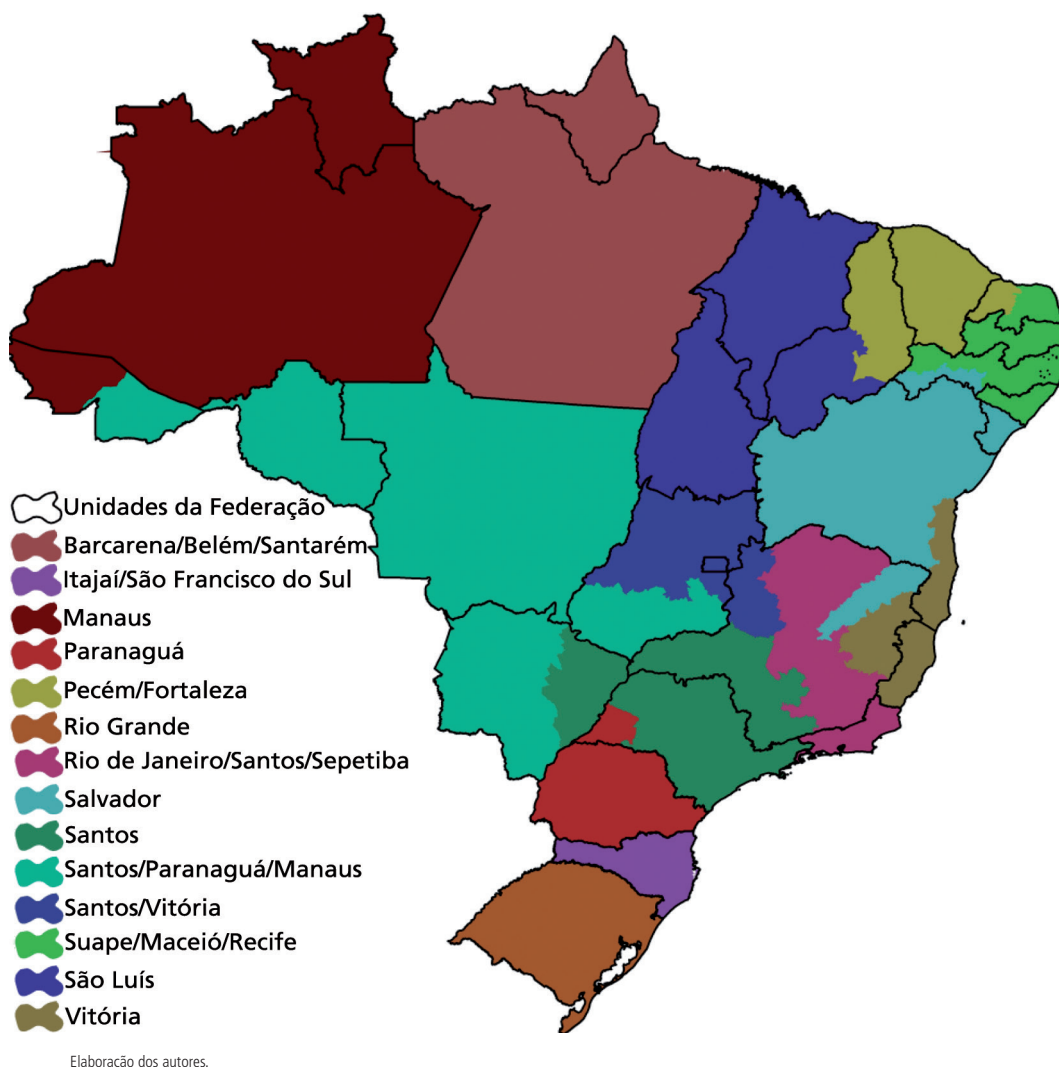 Unidades da Federação
Barcarena/Belém/Santarém
Itajaí/São Francisco do Sul
Manaus
Paranaguá
Pecém/Fortaleza
Rio Grande
Rio de Janeiro/Santos/Sepetiba
Salvador
Santos
Santos/Paranaguá/Manaus
Santos/Vitória
Suape/Maceió/Recife
São Luís
Vitória
Elaboração dos autores.